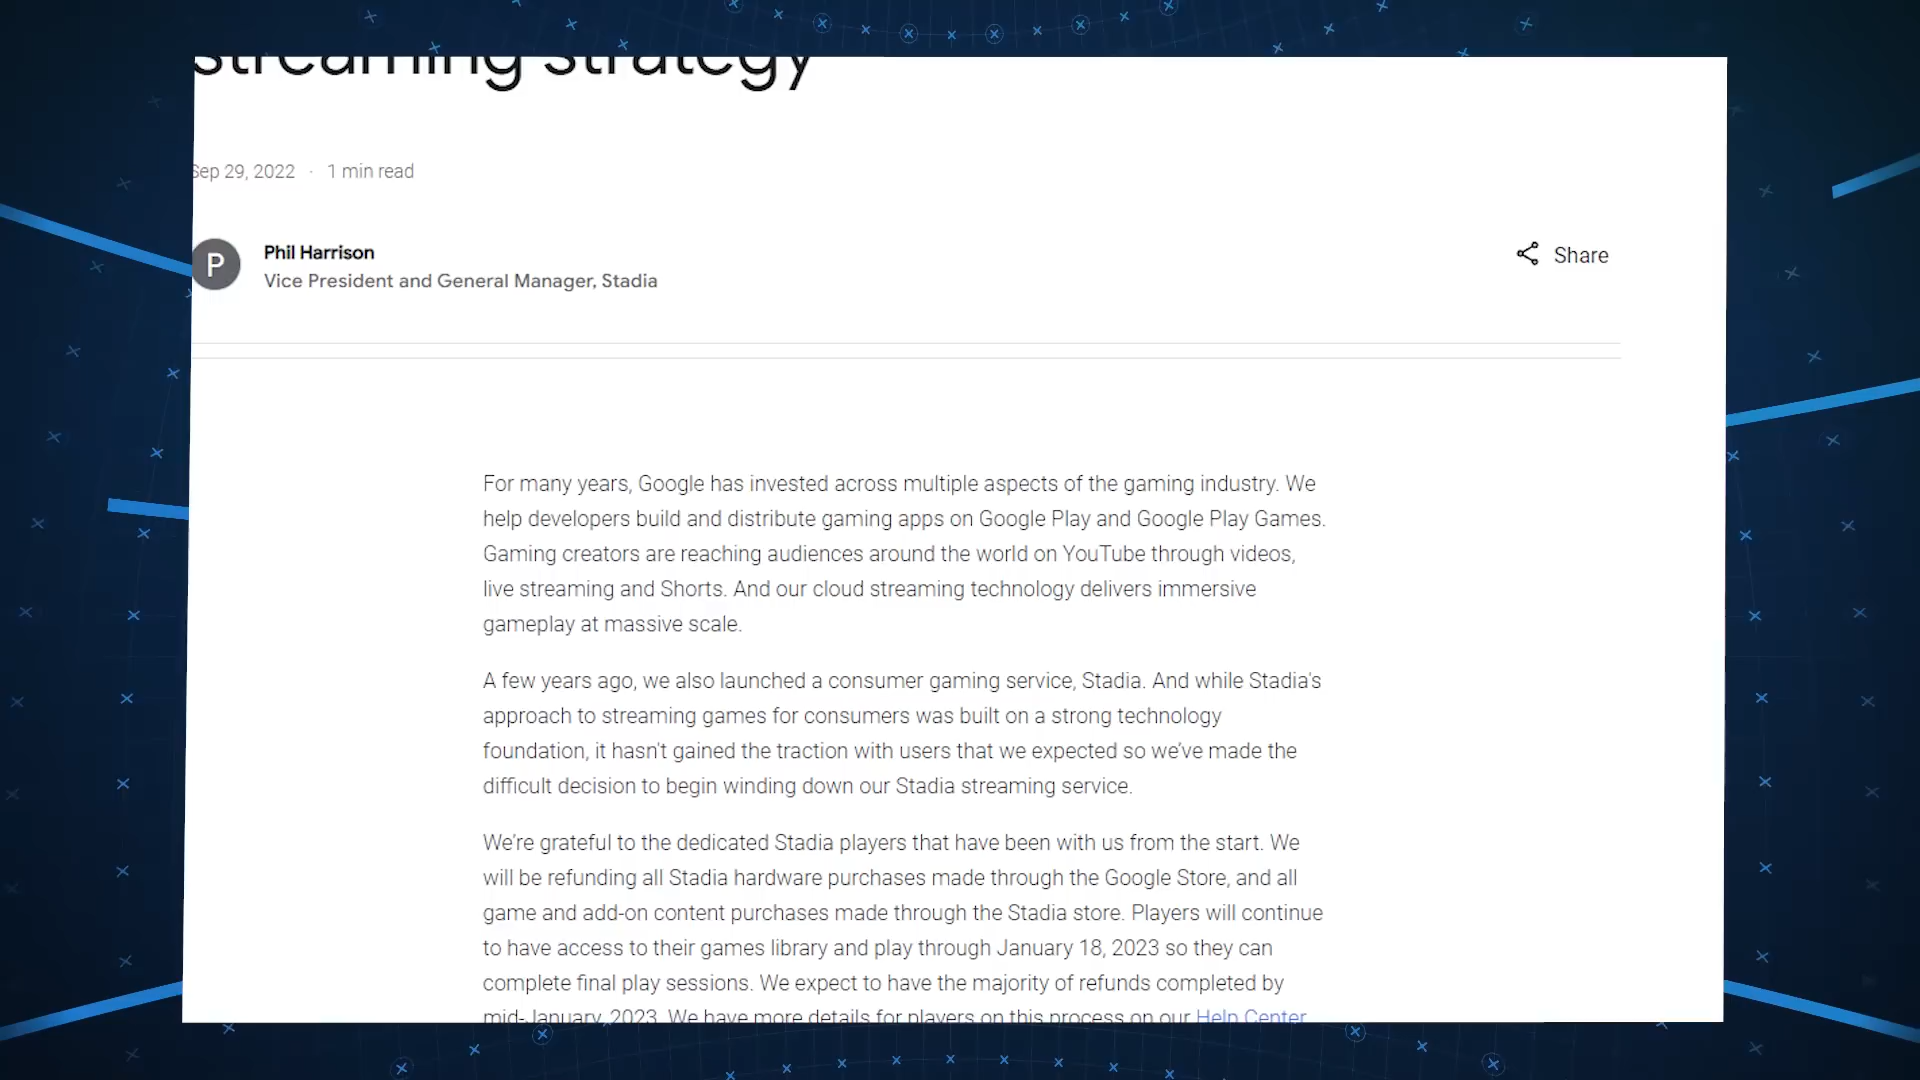 Streaming strategy
Sep 29, 2022 · 1 min read
P
Phil Harrison
Vice President and General Manager, Stadia
Share
For many years, Google has invested across multiple aspects of the gaming industry. We
help developers build and distribute gaming apps on Google Play and Google Play Games.
Gaming creators are reaching audiences around the world on YouTube through videos,
live streaming and Shorts. And our cloud streaming technology delivers immersive
gameplay at massive scale.
A few years ago, we also launched a consumer gaming service, Stadia. And while Stadia's
approach to streaming games for consumers was built on a strong technology
foundation, it hasn't gained the traction with users that we expected so we've made the
difficult decision to begin winding down our Stadia streaming service.
We're grateful to the dedicated Stadia players that have been with us from the start. We
will be refunding all Stadia hardware purchases made through the Google Store, and all
game and add-on content purchases made through the Stadia store. Players will continue
to have access to their games library and play through January 18, 2023 so they can
complete final play sessions. We expect to have the majority of refunds completed by
mid-January, 2023. We have more details for players on this process on our Help Center